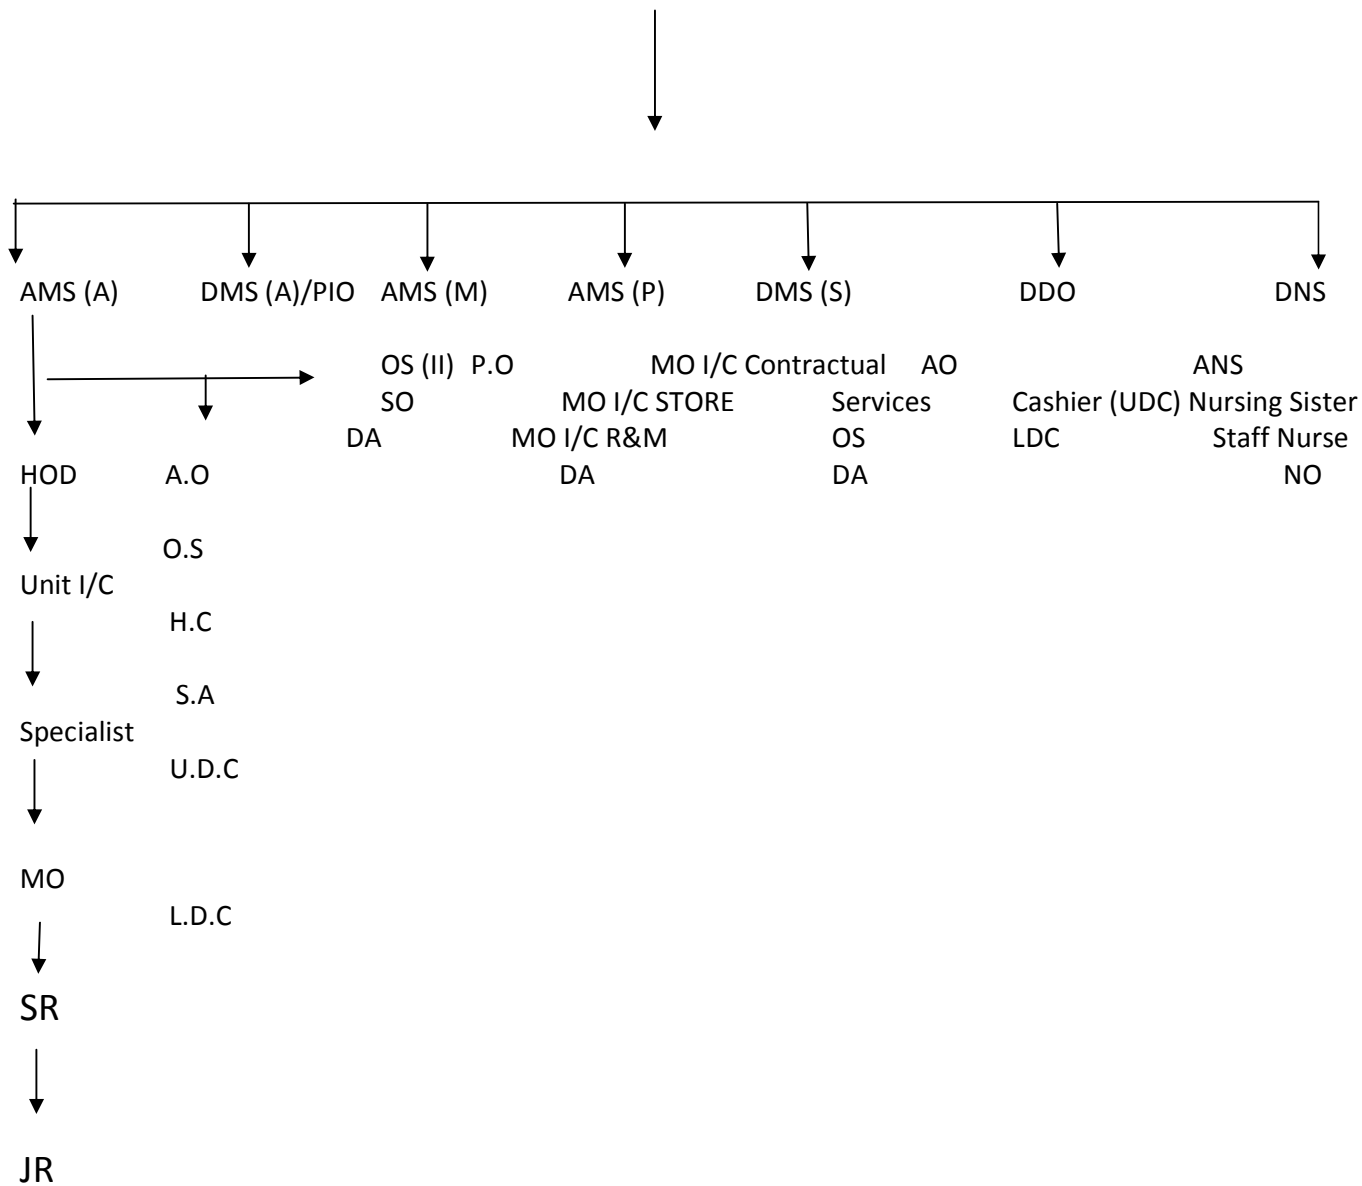 AMS (A) DMS (A)/PIO AMS (M) AMS (P) DMS (S) DDO DNS
OS (II) P.O MO I/C Contractual AO ANS
SO MO I/C STORE Services Cashier (UDC) Nursing Sister
DA MO I/C R&M OS LDC Staff Nurse
HOD A.O DA DA NO
O.S
Unit I/C
H.C
S.A
Specialist
U.D.C
MO
L.D.C
SR
JR